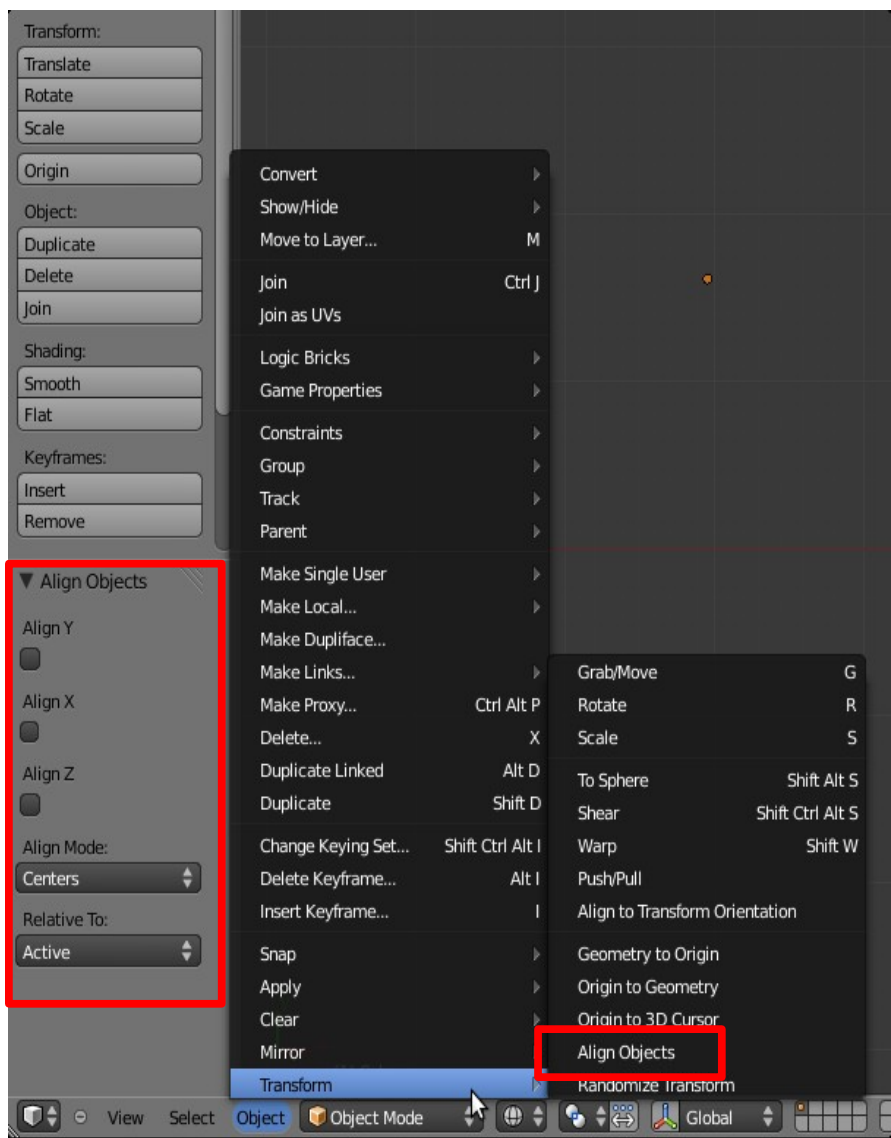 Transform:
Translate
Rotate
Scale
Origin
Object:
Duplicate
Delete
Join
Shading:
Smooth
Flat
Keyframes:
Insert
Remove
Align Objects
Align Y
Align X
Align Z
Align Mode:
Centers
Relative To:
Active
Convert
Show/Hide
Move to Layer... M
Join Ctrl J
Join as UVs
Logic Bricks
Game Properties
Constraints
Group
Track
Parent
Make Single User
Make Local...
Make Dupliface...
Make Links...
Make Proxy... Ctrl Alt P
Delete... X
Duplicate Linked Alt D
Duplicate Shift D
Change Keying Set... Shift Ctrl Alt I
Delete Keyframe... Alt I
Insert Keyframe... I
Snap
Apply
Clear
Mirror
Transform
Grab/Move G
Rotate R
Scale S
To Sphere Shift Alt S
Shear Shift Ctrl Alt S
Warp Shift W
Push/Pull
Align to Transform Orientation
Geometry to Origin
Origin to Geometry
Origin to 3D Cursor
Align Objects
Randomize Transform
View Select Object Object Mode Global